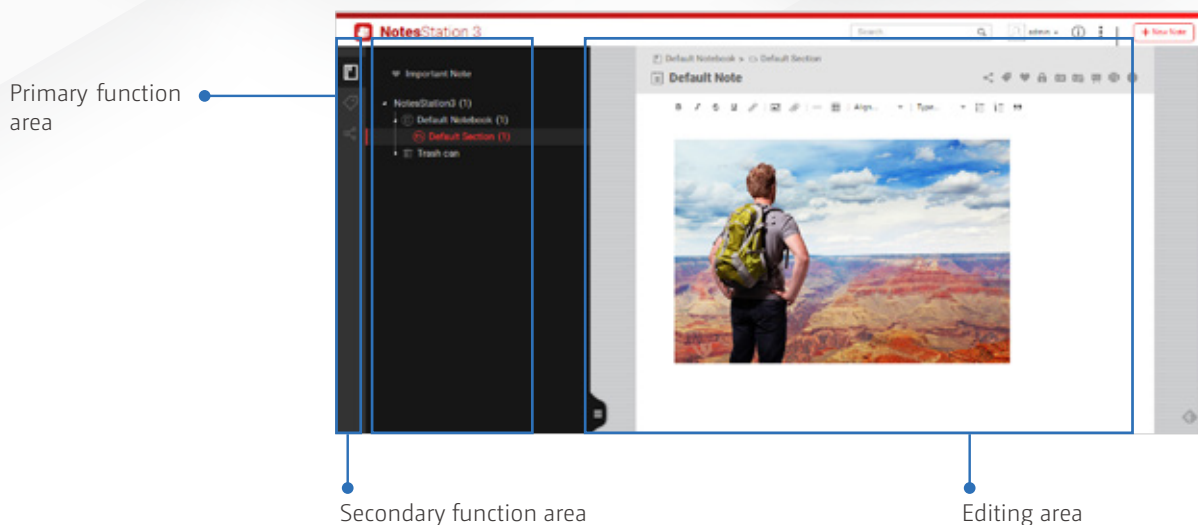 NotesStation 3
Search
admin
+ New Note
Default Notebook > Default Section
Important Note
Default Note
Primary function
area
NotesStation3 (1)
B I S U Align... Type...
Default Notebook (1)
Default Section (1)
Trash can
Secondary function area
Editing area